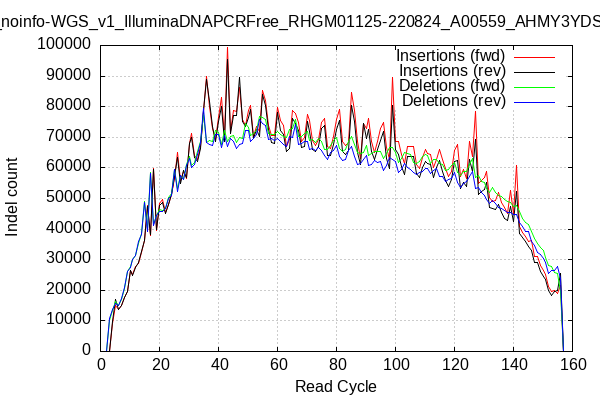 _noinfo-WGS_v1_IlluminaDNAPCRFree_RHGM01125-220824_A00559_AHMY3YDS
Insertions (fwd)
Insertions (rev)
Deletions (fwd)
Deletions (rev)
100000
90000
80000
70000
60000
50000
40000
30000
20000
10000
0
Indel count
0 20 40 60 80 100 120 140 160
Read Cycle